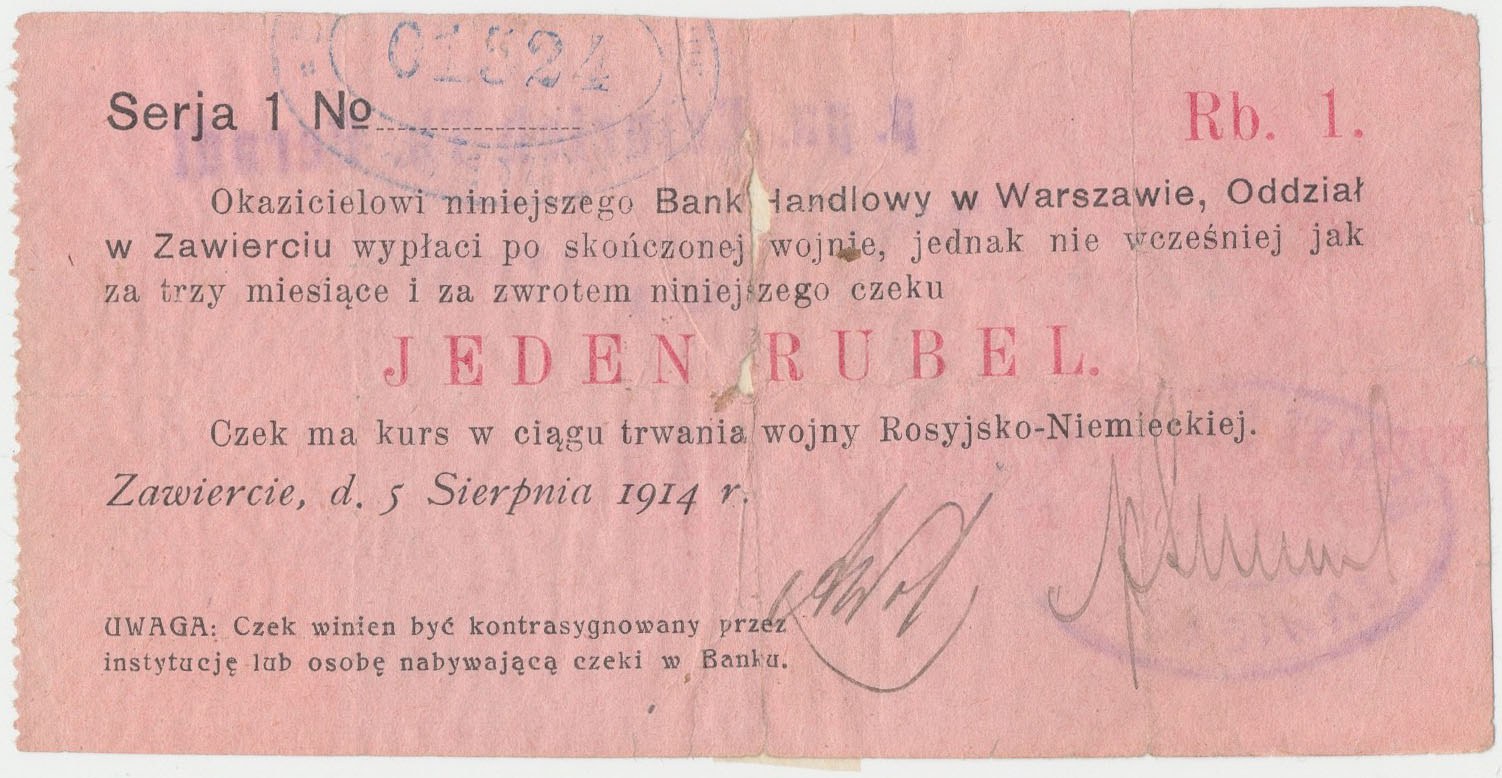 01524
Serja 1 № Rb. 1.
Okazicielowi niniejszego Bank Handlowy w Warszawie, Oddział
w Zawierciu wypłaci po skończonej wojnie, jednak nie wcześniej jak
za trzy miesiące i za zwrotem niniejszego czeku
JEDEN RUBEL.
Czek ma kurs w ciągu trwania wojny Rosyjsko-Niemieckiej.
Zawiercie, d. 5 Sierpnia 1914 r.
UWAGA: Czek winien być kontrasygnowany przez
instytucję lub osobę nabywającą czeki w Banku.